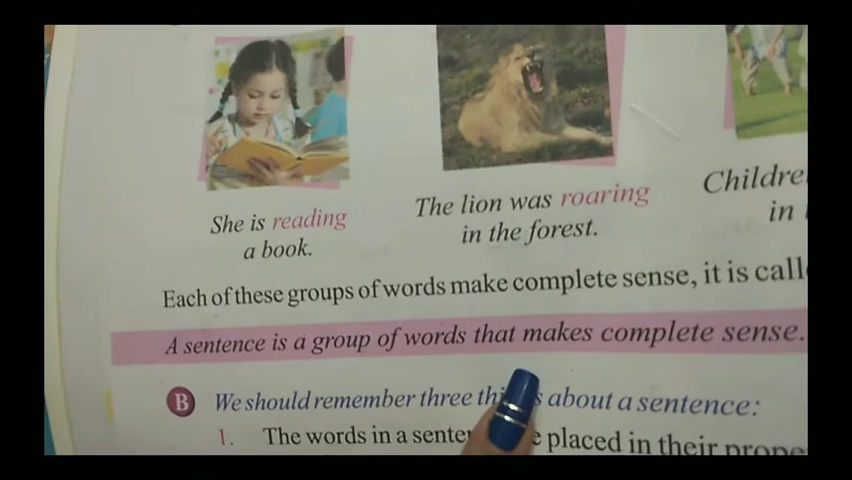 She is reading
a book.
The lion was roaring
in the forest.
Childre
in
Each of these groups of words make complete sense, it is call
A sentence is a group of words that makes complete sense.
B We should remember three thi s about a sentence:
1. The words in a senten e placed in their prope